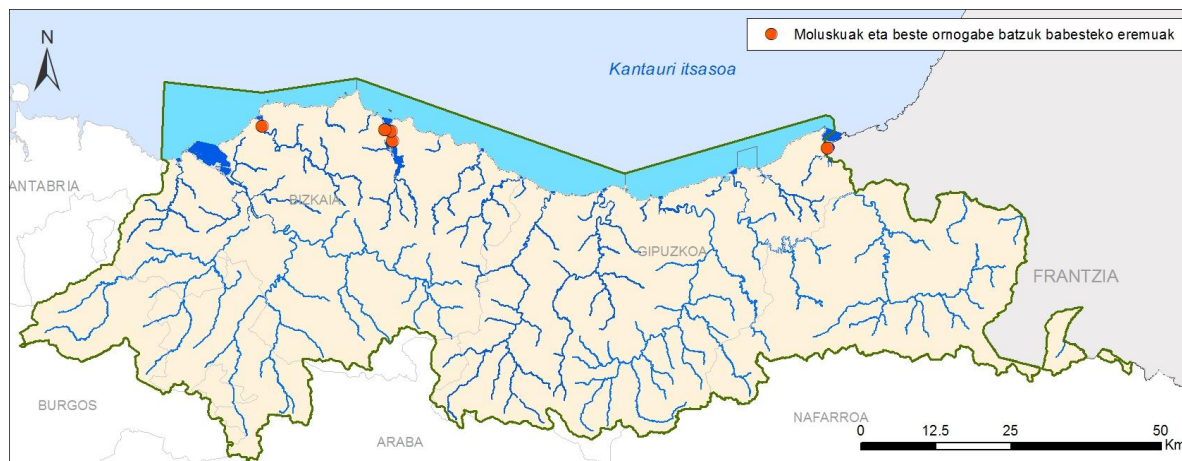 N
Moluskuak eta beste ornogabe batzuk babesteko eremuak
Kantauri itsasoa
ANTABRIA
BIZKAIA
GIPUZKOA
FRANTZIA
BURGOS
ARABA
NAFARROA
0 12.5 25 50
Km